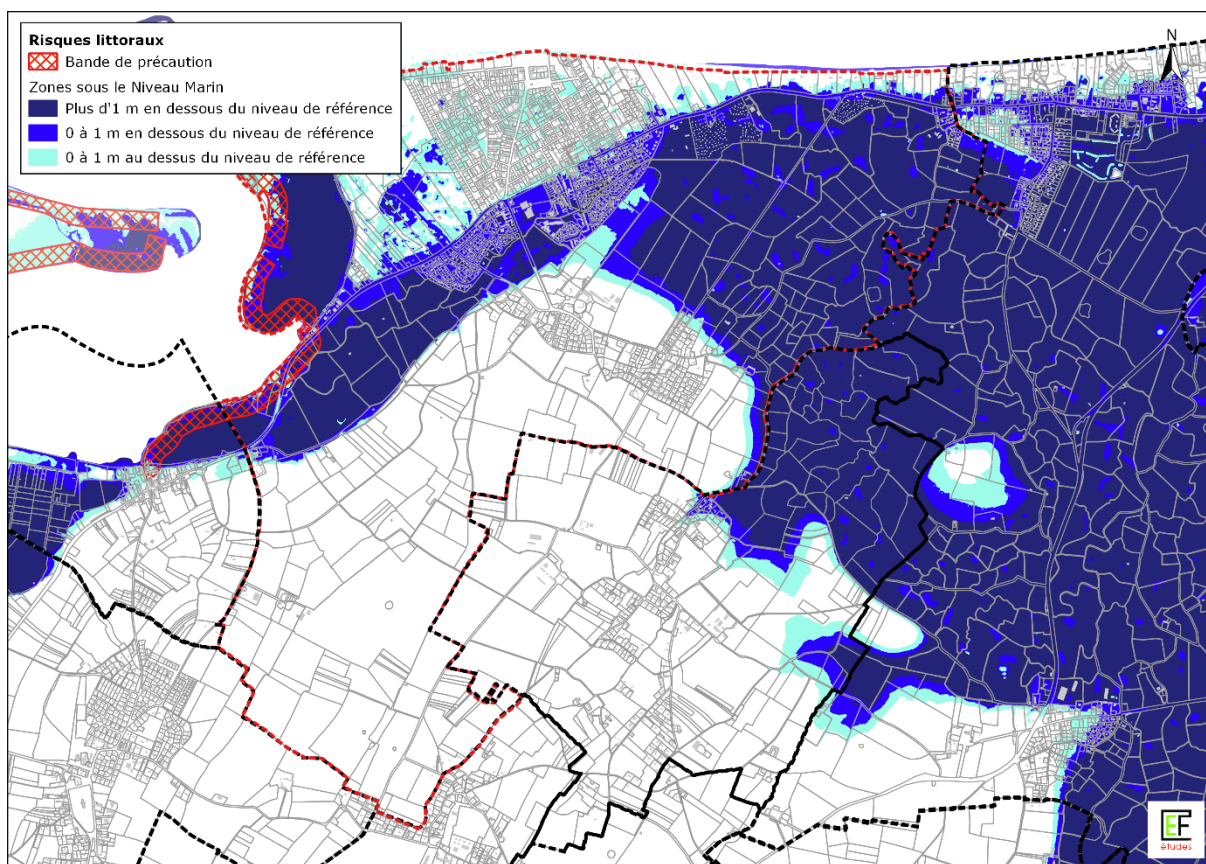 Risques littoraux
Bande de précaution
Zones sous le Niveau Marin
Plus d'1 m en dessous du niveau de référence
0 à 1 m en dessous du niveau de référence
0 à 1 m au dessus du niveau de référence
N
EF
études